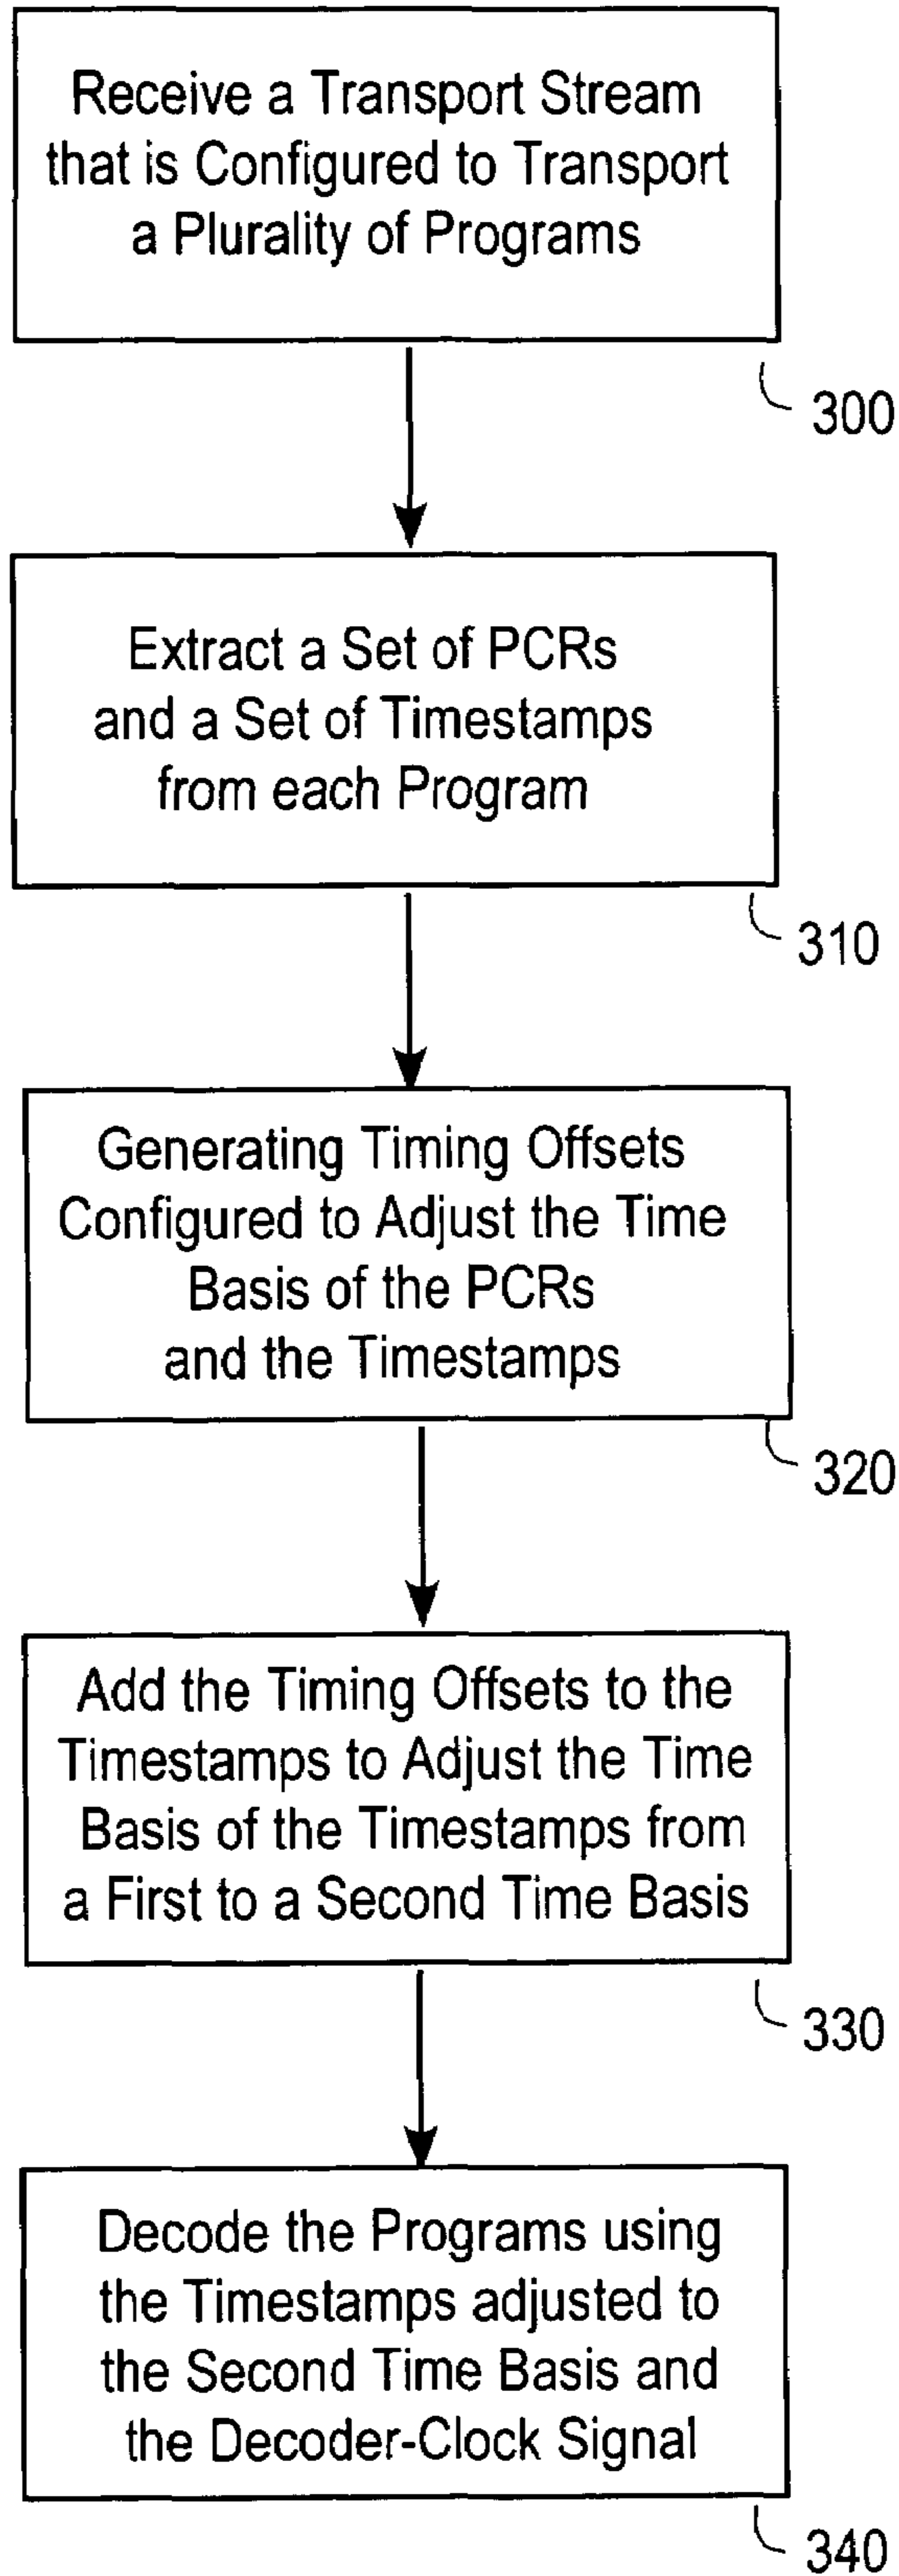 Receive a Transport Stream
that is Configured to Transport
a Plurality of Programs
300
Extract a Set of PCRs
and a Set of Timestamps
from each Program
310
Generating Timing Offsets
Configured to Adjust the Time
Basis of the PCRs
and the Timestamps
320
Add the Timing Offsets to the
Timestamps to Adjust the Time
Basis of the Timestamps from
a First to a Second Time Basis
330
Decode the Programs using
the Timestamps adjusted to
the Second Time Basis and
the Decoder-Clock Signal
340